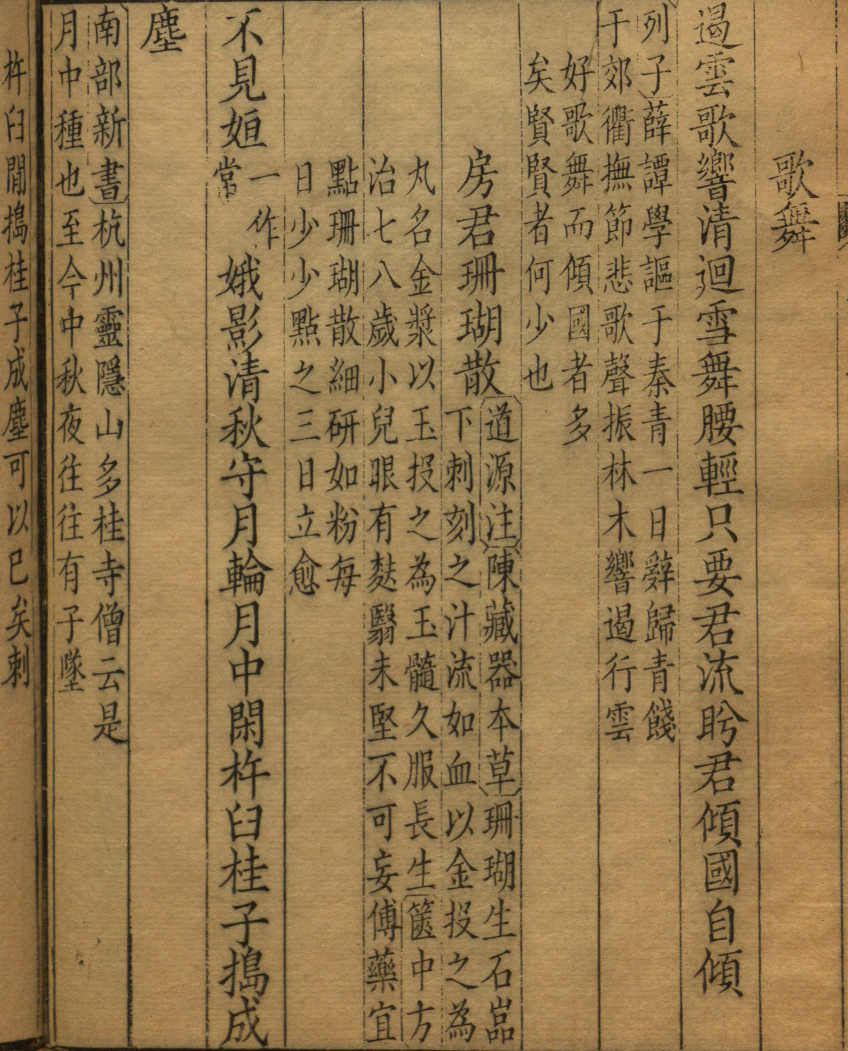 歌舞
遏雲歌響清迴雪舞腰輕只要君流眄君傾國自傾
列子薛譚學謳于秦青一日辭歸青餞
于郊衢撫節悲歌聲振林木響遏行雲
好歌舞而傾國者多
矣賢賢者何少也
房君珊瑚散
道源注陳藏器本草珊瑚生石喦
下刺刻之汁流如血以金投之為
丸名金漿以玉投之為玉髓久服長生篋中方
治七八歲小兒眼有麩翳未堅不可妄傅藥宜
點珊瑚散細研如粉每
日少少點之三日立愈
不見姮
一作
常
娥影清秋守月輪月中閑杵臼桂子搗成
塵
南部新書杭州靈隱山多桂寺僧云是
月中種也至今中秋夜往往有子墜
杵臼閒搗桂子成塵可以已矣刺